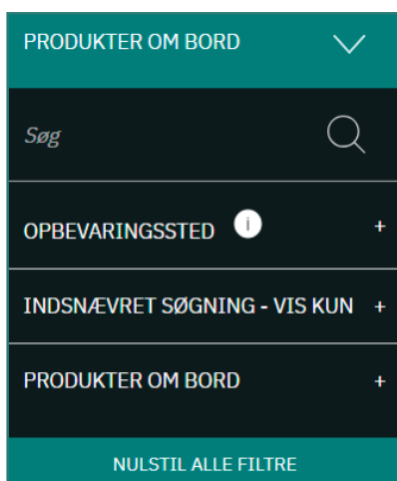 PRODUKTER OM BORD
Søg
OPBEVARINGSSTED i +
INDSNÆVRET SØGNING - VIS KUN +
PRODUKTER OM BORD +
NULSTIL ALLE FILTRE